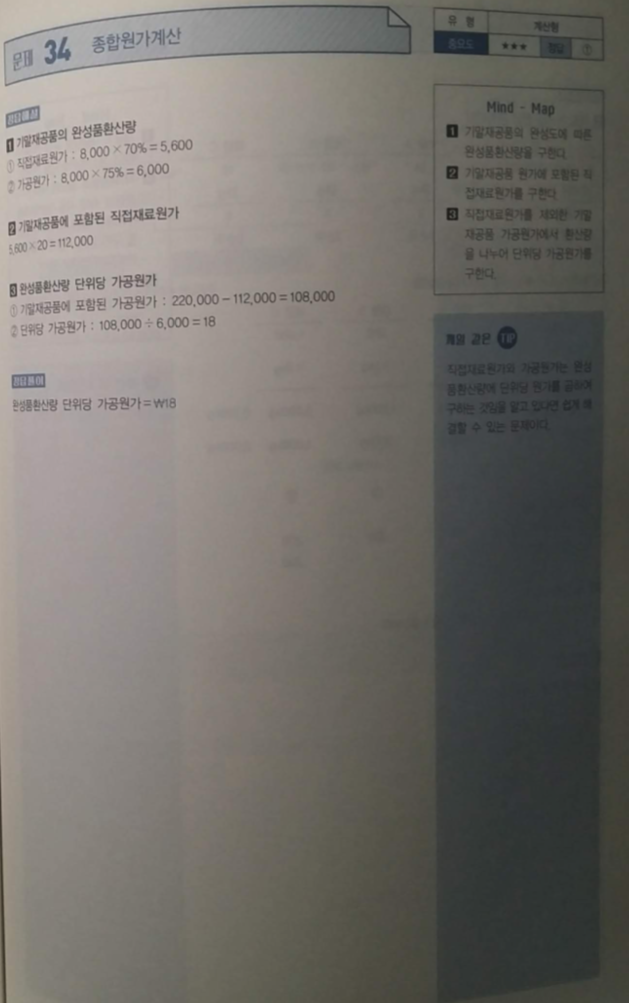 문제 34 종합원가계산
유 형 계산형
중요도 ★★★ 정답 ①
정답해설
1 기말재공품의 완성품환산량
① 직접재료원가 : 8,000 × 70% = 5,600
② 가공원가 : 8,000 × 75% = 6,000
2 기말재공품에 포함된 직접재료원가
5,600 × 20 = 112,000
3 완성품환산량 단위당 가공원가
① 기말재공품에 포함된 가공원가 : 220,000 - 112,000 = 108,000
② 단위당 가공원가 : 108,000 ÷ 6,000 = 18
완성품환산량 단위당 가공원가 = ₩18
Mind - Map
1 기말재공품의 완성도에 따른
완성품환산량을 구한다.
2 기말재공품 원가에 포함된 직
접재료원가를 구한다.
3 직접재료원가를 제외한 기말
재공품 가공원가에서 환산량
을 나누어 단위당 가공원가를
구한다.
같은 TIP
직접재료원가와 가공원가는 완성
품환산량에 단위당 원가를 곱하여
구하는 것임을 알고 있다면 쉽게 해
결할 수 있는 문제이다.